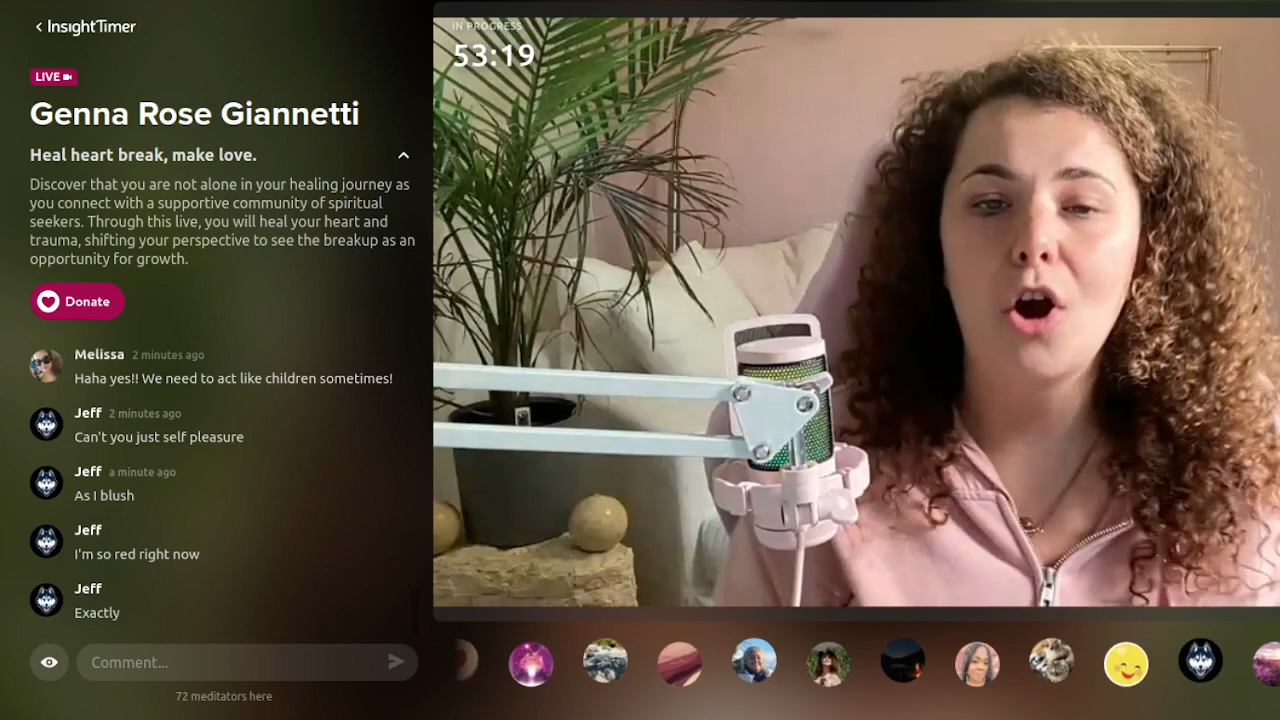 InsightTimer
LIVE
Genna Rose Giannetti
Heal heart break, make love.
Discover that you are not alone in your healing journey as
you connect with a supportive community of spiritual
seekers. Through this live, you will heal your heart and
trauma, shifting your perspective to see the breakup as an
opportunity for growth.
Donate
Melissa 2 minutes ago
Haha yes!! We need to act like children sometimes!
Jeff 2 minutes ago
Can't you just self pleasure
Jeff a minute ago
As I blush
Jeff
I'm so red right now
Jeff
Exactly
Comment...
72 meditators here
IN PROGRESS
53:19